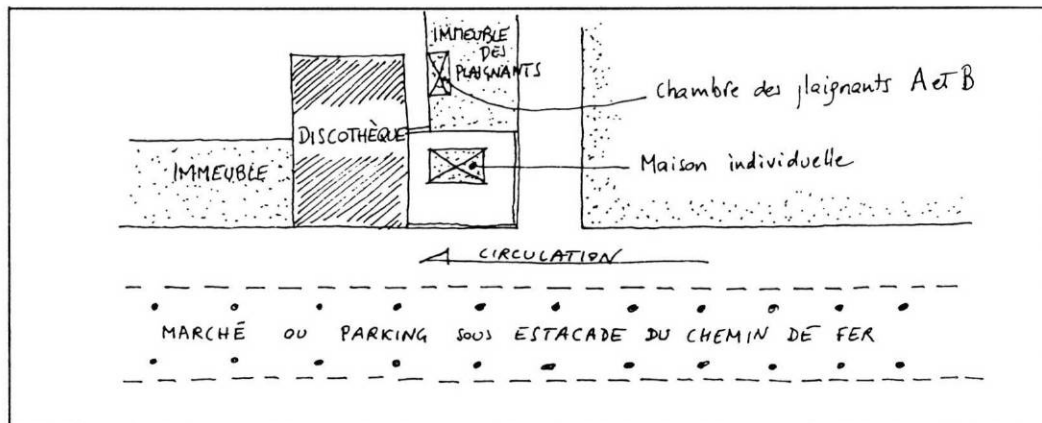 IMMEUBLE
DES
PLAIGNANTS
Chambre des plaignants A et B
DISCOTHÈQUE
IMMEUBLE
Maison individuelle
CIRCULATION
MARCHÉ OU PARKING SOUS ESTACADE DU CHEMIN DE FER